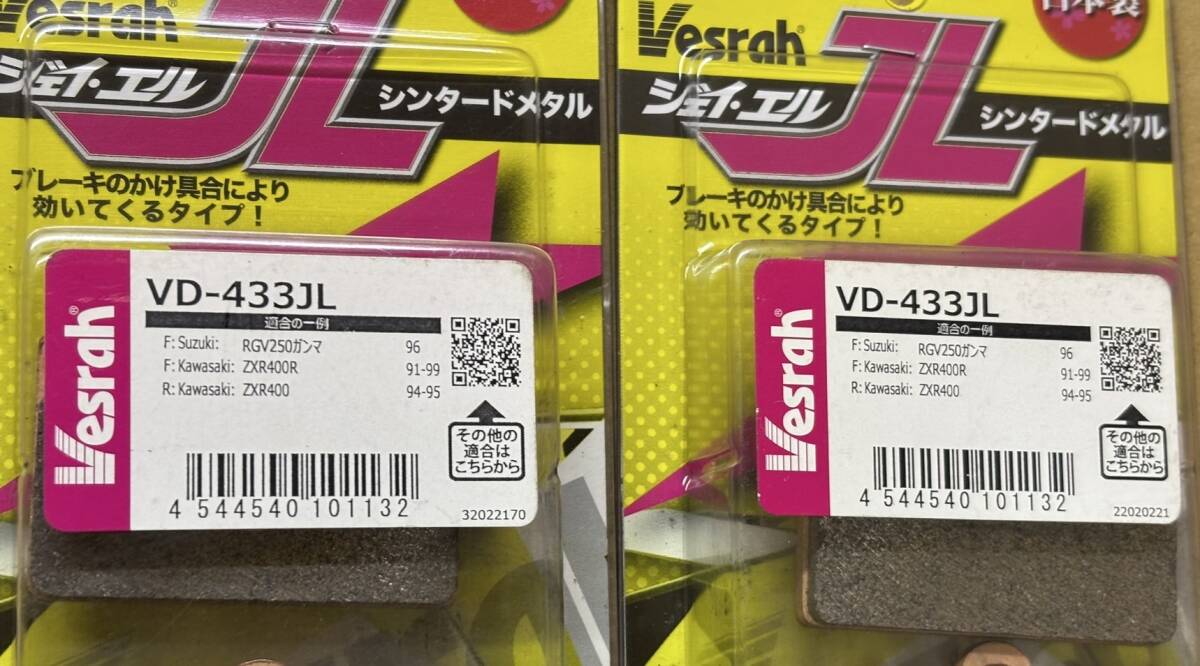 Vesrah
ジェイ・エル
JL
シンタードメタル
ブレーキのかけ具合により
効いてくるタイプ!
Vesrah®
VD-433JL
適合の一例
F: Suzuki: RGV250ガンマ 96
F: Kawasaki: ZXR400R 91-99
R: Kawasaki: ZXR400 94-95
その他の
適合は
こちらから
4 544540 101132
32022170
Vesrah®
日本製
ジェイ・エル
JL
シンタードメタル
ブレーキのかけ具合により
効いてくるタイプ!
Vesrah®
VD-433JL
適合の一例
F: Suzuki: RGV250ガンマ 96
F: Kawasaki: ZXR400R 91-99
R: Kawasaki: ZXR400 94-95
その他の
適合は
こちらから
4 544540 101132
22020221